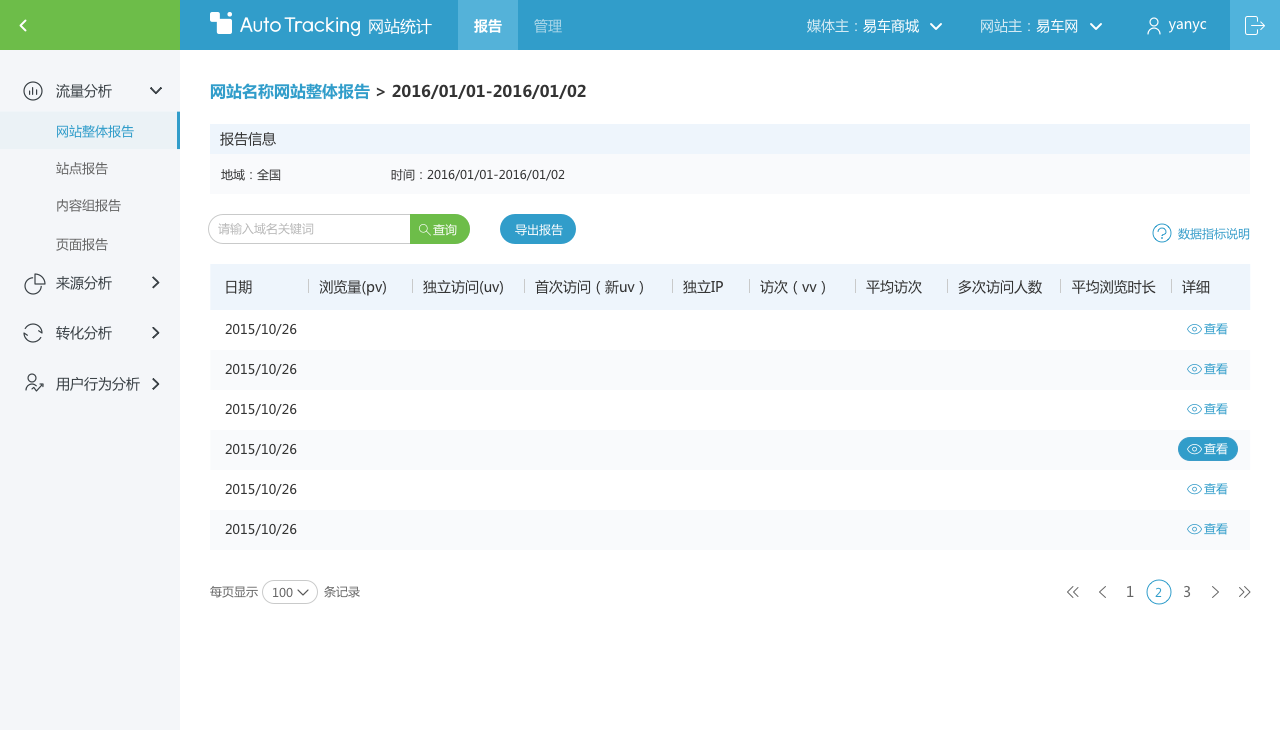 Auto Tracking 网站统计 报告 管理 媒体主：易车商城 网站主：易车网 yanyc
流量分析
网站整体报告
站点报告
内容组报告
页面报告
来源分析
转化分析
用户行为分析
网站名称网站整体报告 > 2016/01/01-2016/01/02
报告信息
地域：全国 时间：2016/01/01-2016/01/02
请输入域名关键词 查询 导出报告 数据指标说明
日期 浏览量(pv) 独立访问(uv) 首次访问（新uv） 独立IP 访次（vv） 平均访次 多次访问人数 平均浏览时长 详细
2015/10/26 查看
2015/10/26 查看
2015/10/26 查看
2015/10/26 查看
2015/10/26 查看
2015/10/26 查看
每页显示 100 条记录 1 2 3